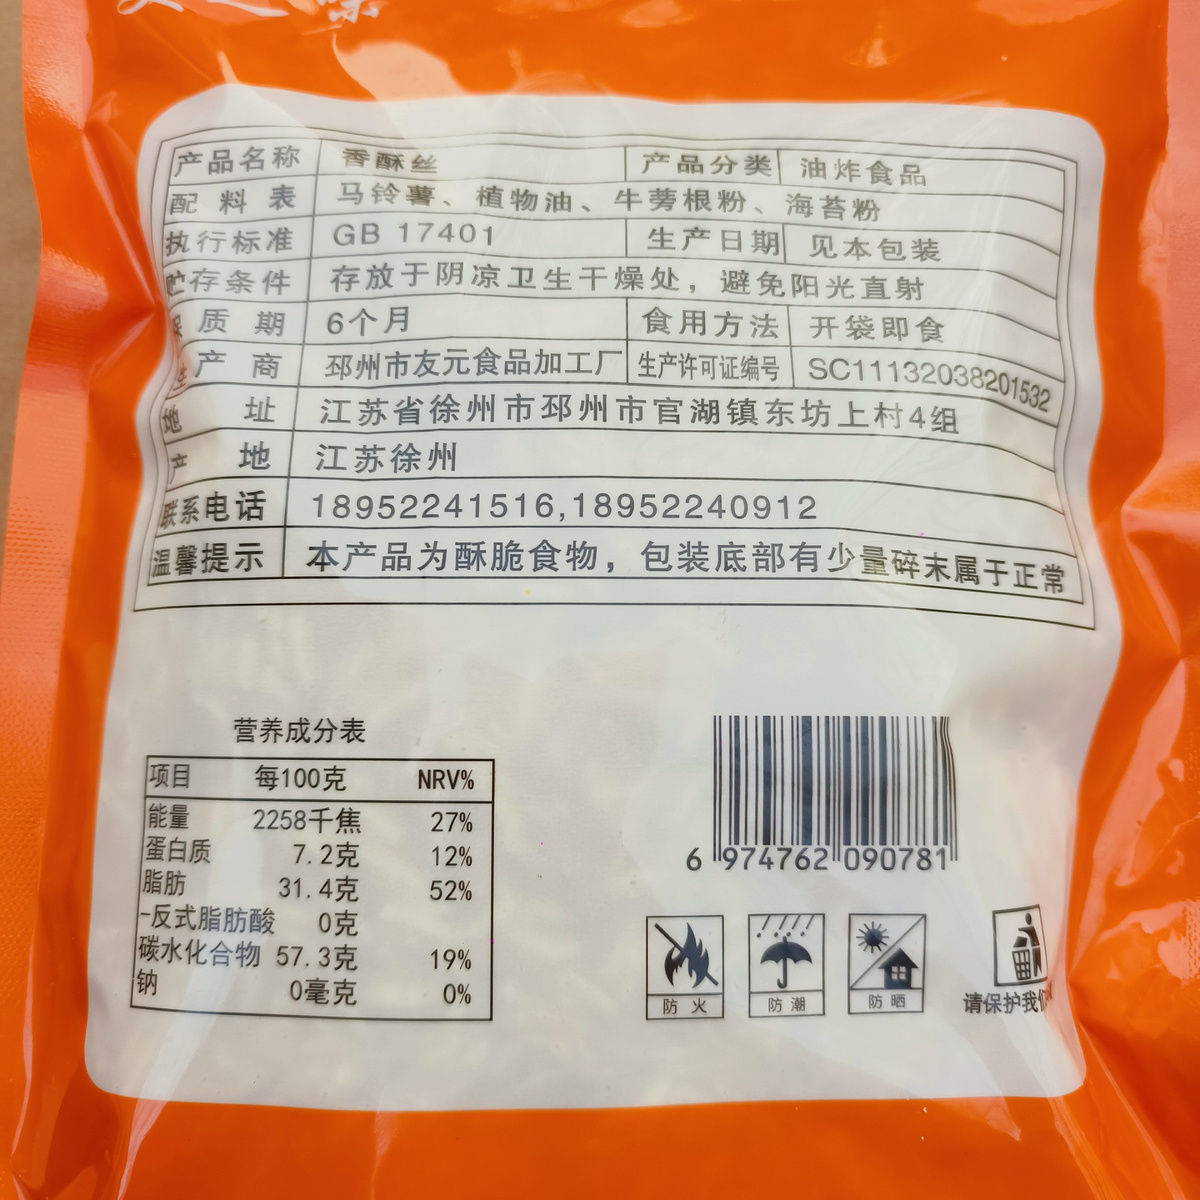 产品名称 香酥丝 产品分类 油炸食品
配料表 马铃薯、植物油、牛蒡根粉、海苔粉
执行标准 GB 17401 生产日期 见本包装
贮存条件 存放于阴凉卫生干燥处，避免阳光直射
保质期 6个月 食用方法 开袋即食
生产商 邳州市友元食品加工厂 生产许可证编号 SC11132038201532
地址 江苏省徐州市邳州市官湖镇东坊上村4组
产地 江苏徐州
联系电话 18952241516,18952240912
温馨提示 本产品为酥脆食物，包装底部有少量碎末属于正常
营养成分表
项目 每100克 NRV%
能量 2258千焦 27%
蛋白质 7.2克 12%
脂肪 31.4克 52%
-反式脂肪酸 0克
碳水化合物 57.3克 19%
钠 0毫克 0%
6 974762 090781
防火 防潮 防晒
请保护我们